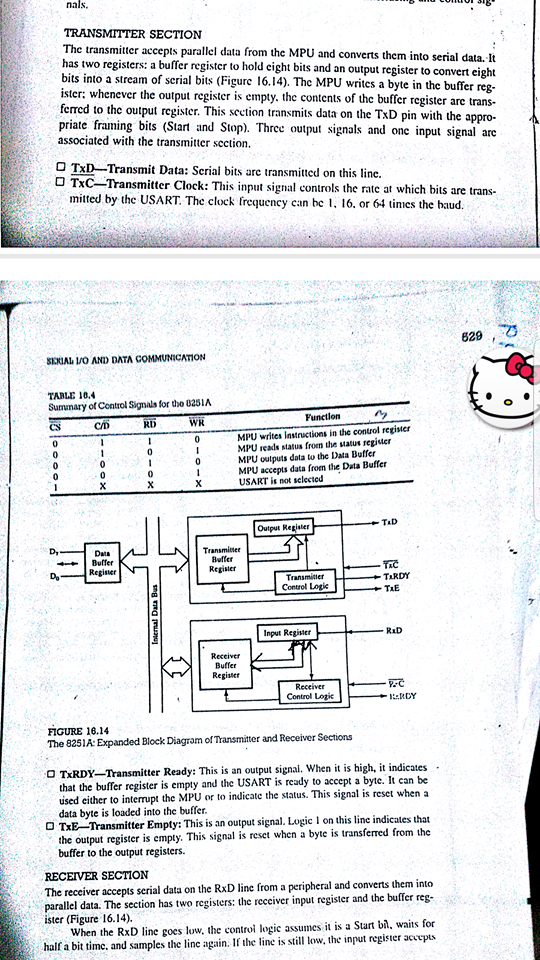 nals.
TRANSMITTER SECTION
The transmitter accepts parallel data from the MPU and converts them into serial data. It
has two registers: a buffer register to hold eight bits and an output register to convert eight
bits into a stream of serial bits (Figure 16.14). The MPU writes a byte in the buffer reg-
ister; whenever the output register is empty, the contents of the buffer register are trans-
ferred to the output register. This section transmits data on the TxD pin with the appro-
priate framing bits (Start and Stop). Three output signals and one input signal are
associated with the transmitter section.
☐ TxD—Transmit Data: Serial bits are transmitted on this line.
☐ TxC—Transmitter Clock: This input signal controls the rate at which bits are trans-
mitted by the USART. The clock frequency can be 1, 16, or 64 times the baud.
SERIAL I/O AND DATA COMMUNICATION
529
TABLE 16.4
Summary of Control Signals for the 8251A
CS C/D RD WR Function
0 1 1 0 MPU writes instructions in the control register
0 1 0 1 MPU reads status from the status register
0 0 1 0 MPU outputs data to the Data Buffer
0 0 0 1 MPU accepts data from the Data Buffer
1 X X X USART is not selected
Output Register
TxD
D7
Data
Buffer
Register
D0
Transmitter
Buffer
Register
Transmitter
Control Logic
TxC
TxRDY
TxE
Internal Data Bus
Input Register
RxD
Receiver
Buffer
Register
Receiver
Control Logic
FIGURE 16.14
The 8251A: Expanded Block Diagram of Transmitter and Receiver Sections
☐ TxRDY—Transmitter Ready: This is an output signal. When it is high, it indicates
that the buffer register is empty and the USART is ready to accept a byte. It can be
used either to interrupt the MPU or to indicate the status. This signal is reset when a
data byte is loaded into the buffer.
☐ TxE—Transmitter Empty: This is an output signal. Logic 1 on this line indicates that
the output register is empty. This signal is reset when a byte is transferred from the
buffer to the output registers.
RECEIVER SECTION
The receiver accepts serial data on the RxD line from a peripheral and converts them into
parallel data. The section has two registers: the receiver input register and the buffer reg-
ister (Figure 16.14).
When the RxD line goes low, the control logic assumes it is a Start bit, waits for
half a bit time, and samples the line again. If the line is still low, the input register accepts